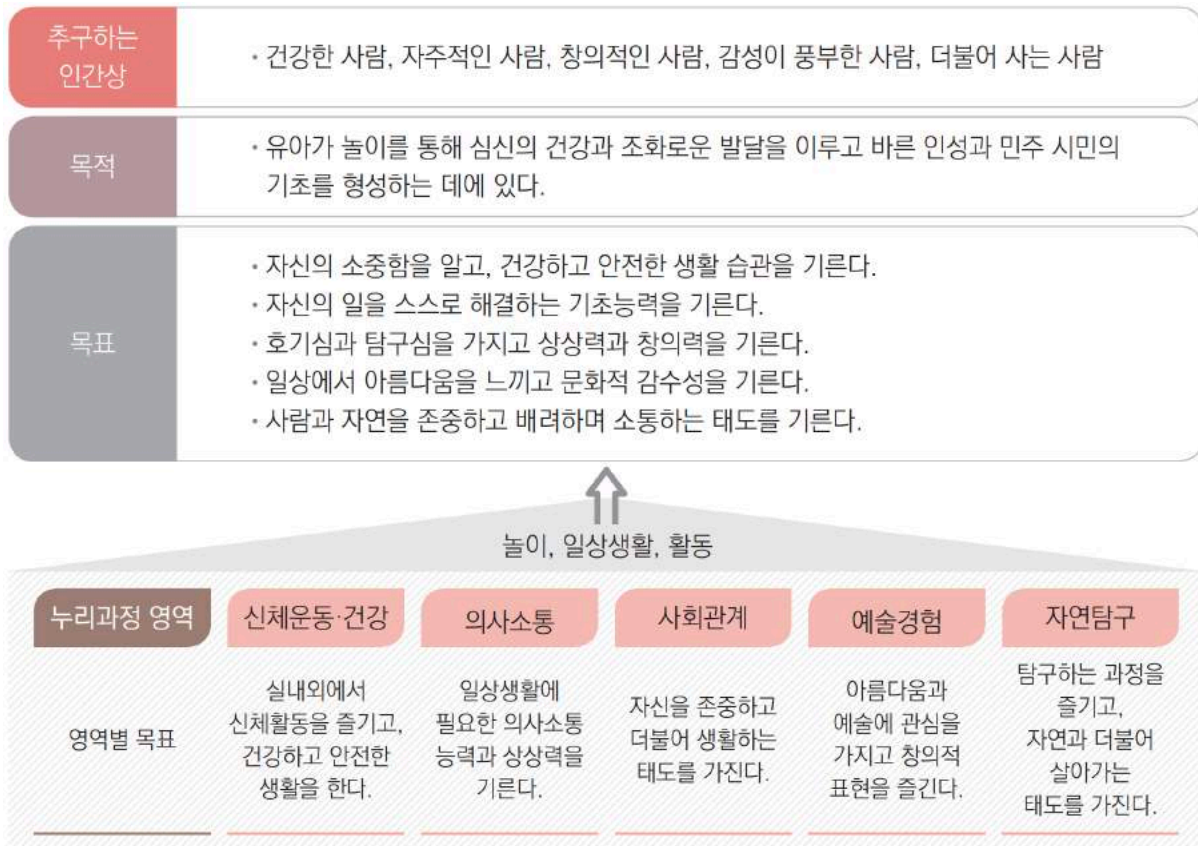 추구하는
인간상
· 건강한 사람, 자주적인 사람, 창의적인 사람, 감성이 풍부한 사람, 더불어 사는 사람
목적
· 유아가 놀이를 통해 심신의 건강과 조화로운 발달을 이루고 바른 인성과 민주 시민의
기초를 형성하는 데에 있다.
목표
· 자신의 소중함을 알고, 건강하고 안전한 생활 습관을 기른다.
· 자신의 일을 스스로 해결하는 기초능력을 기른다.
· 호기심과 탐구심을 가지고 상상력과 창의력을 기른다.
· 일상에서 아름다움을 느끼고 문화적 감수성을 기른다.
· 사람과 자연을 존중하고 배려하며 소통하는 태도를 기른다.
놀이, 일상생활, 활동
누리과정 영역
신체운동·건강
의사소통
사회관계
예술경험
자연탐구
영역별 목표
실내외에서
신체활동을 즐기고,
건강하고 안전한
생활을 한다.
일상생활에
필요한 의사소통
능력과 상상력을
기른다.
자신을 존중하고
더불어 생활하는
태도를 가진다.
아름다움과
예술에 관심을
가지고 창의적
표현을 즐긴다.
탐구하는 과정을
즐기고,
자연과 더불어
살아가는
태도를 가진다.